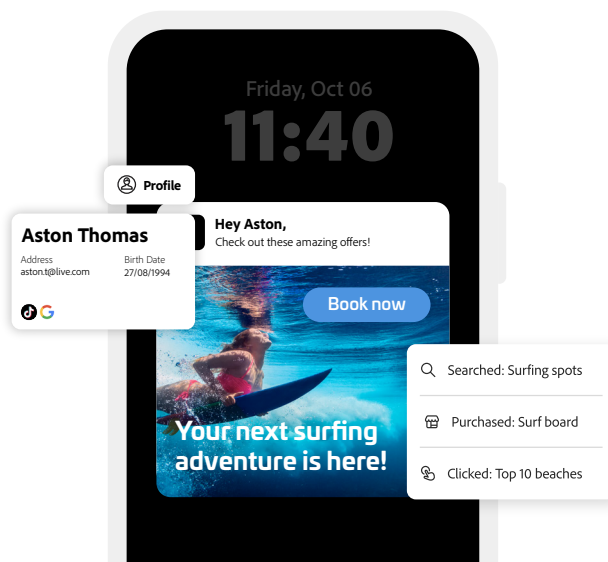 Friday, Oct 06
11:40
Profile
Aston Thomas
Address
aston.t@live.com
Birth Date
27/08/1994
Hey Aston,
Check out these amazing offers!
Book now
Your next surfing
adventure is here!
Searched: Surfing spots
Purchased: Surf board
Clicked: Top 10 beaches